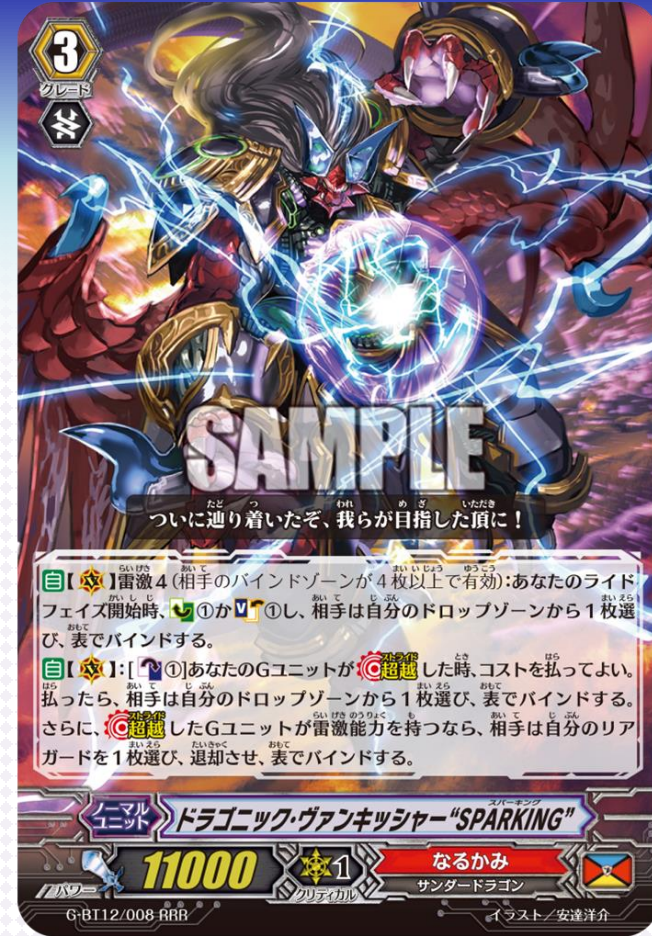 3
グレード
SAMPLE
ついに辿り着いたぞ、我らが目指した頂に!
自【】雷激4(相手のバインドゾーンが4枚以上で有効):あなたのライド
フェイズ開始時、①か①し、相手は自分のドロップゾーンから1枚選
び、表でバインドする。
自【】:[①]あなたのGユニットが超越した時、コストを払ってよい。
払ったら、相手は自分のドロップゾーンから1枚選び、表でバインドする。
さらに、超越したGユニットが雷激能力を持つなら、相手は自分のリア
ガードを1枚選び、退却させ、表でバインドする。
ノーマル
ユニット
ドラゴニック・ヴァンキッシャー“SPARKING”
パワー 11000 1 クリティカル
なるかみ
サンダードラゴン
G-BT12/008 RRR イラスト/安達洋介